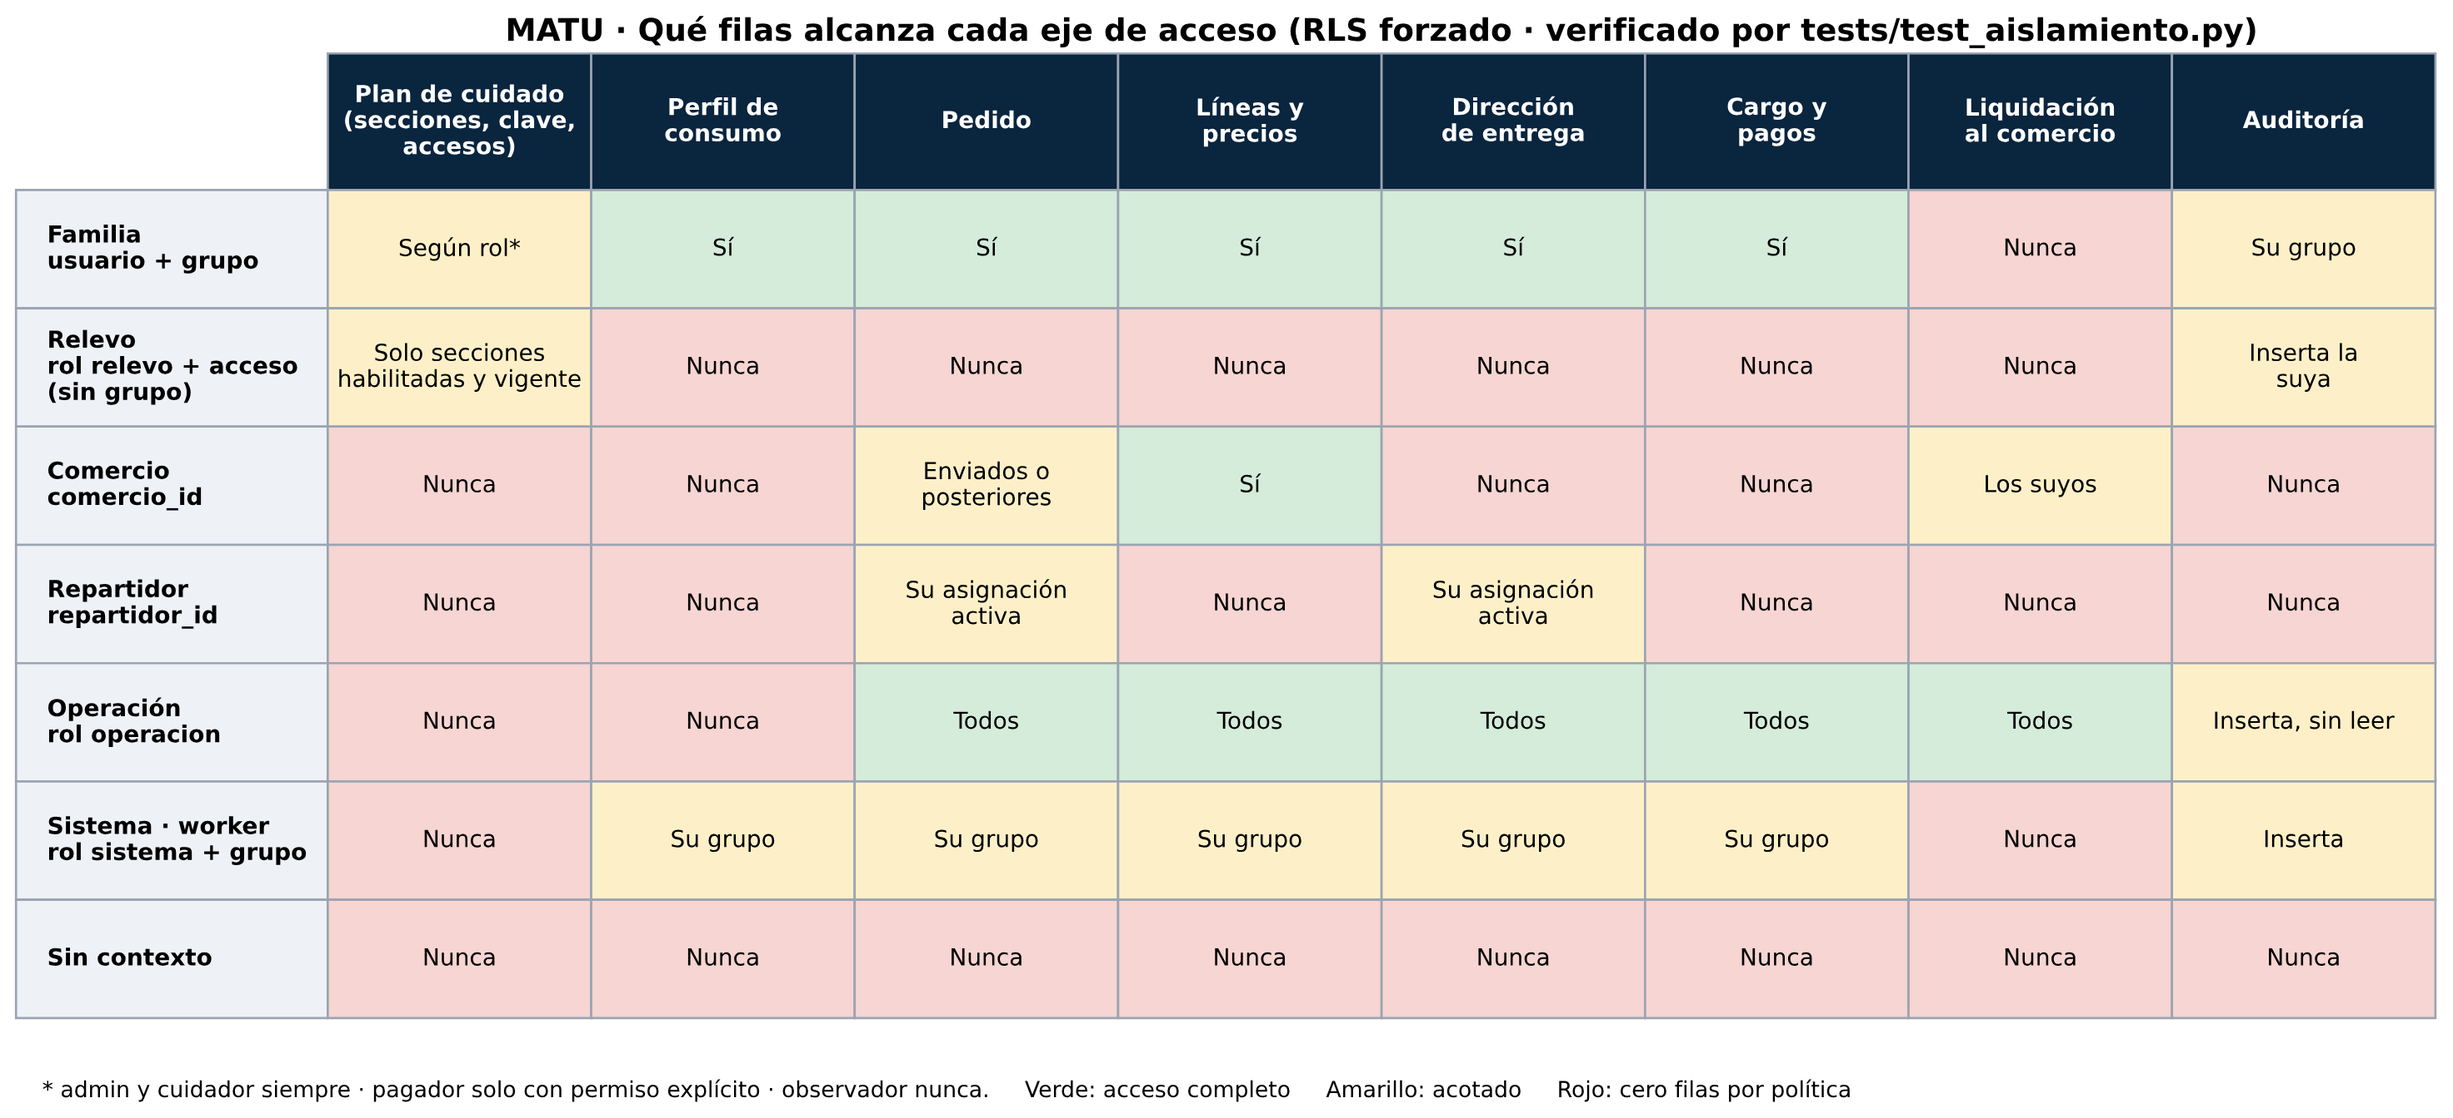 MATU · Qué filas alcanza cada eje de acceso (RLS forzado · verificado por tests/test_aislamiento.py)
Plan de cuidado
(secciones, clave,
accesos)
Perfil de
consumo
Pedido
Líneas y
precios
Dirección
de entrega
Cargo y
pagos
Liquidación
al comercio
Auditoría
Familia
usuario + grupo
Según rol*
Sí
Sí
Sí
Sí
Sí
Nunca
Su grupo
Relevo
rol relevo + acceso
(sin grupo)
Solo secciones
habilitadas y vigente
Nunca
Nunca
Nunca
Nunca
Nunca
Nunca
Inserta la
suya
Comercio
comercio_id
Nunca
Nunca
Enviados o
posteriores
Sí
Nunca
Nunca
Los suyos
Nunca
Repartidor
repartidor_id
Nunca
Nunca
Su asignación
activa
Nunca
Su asignación
activa
Nunca
Nunca
Nunca
Operación
rol operacion
Nunca
Nunca
Todos
Todos
Todos
Todos
Todos
Inserta, sin leer
Sistema · worker
rol sistema + grupo
Nunca
Su grupo
Su grupo
Su grupo
Su grupo
Su grupo
Nunca
Inserta
Sin contexto
Nunca
Nunca
Nunca
Nunca
Nunca
Nunca
Nunca
Nunca
* admin y cuidador siempre · pagador solo con permiso explícito · observador nunca. Verde: acceso completo Amarillo: acotado Rojo: cero filas por política